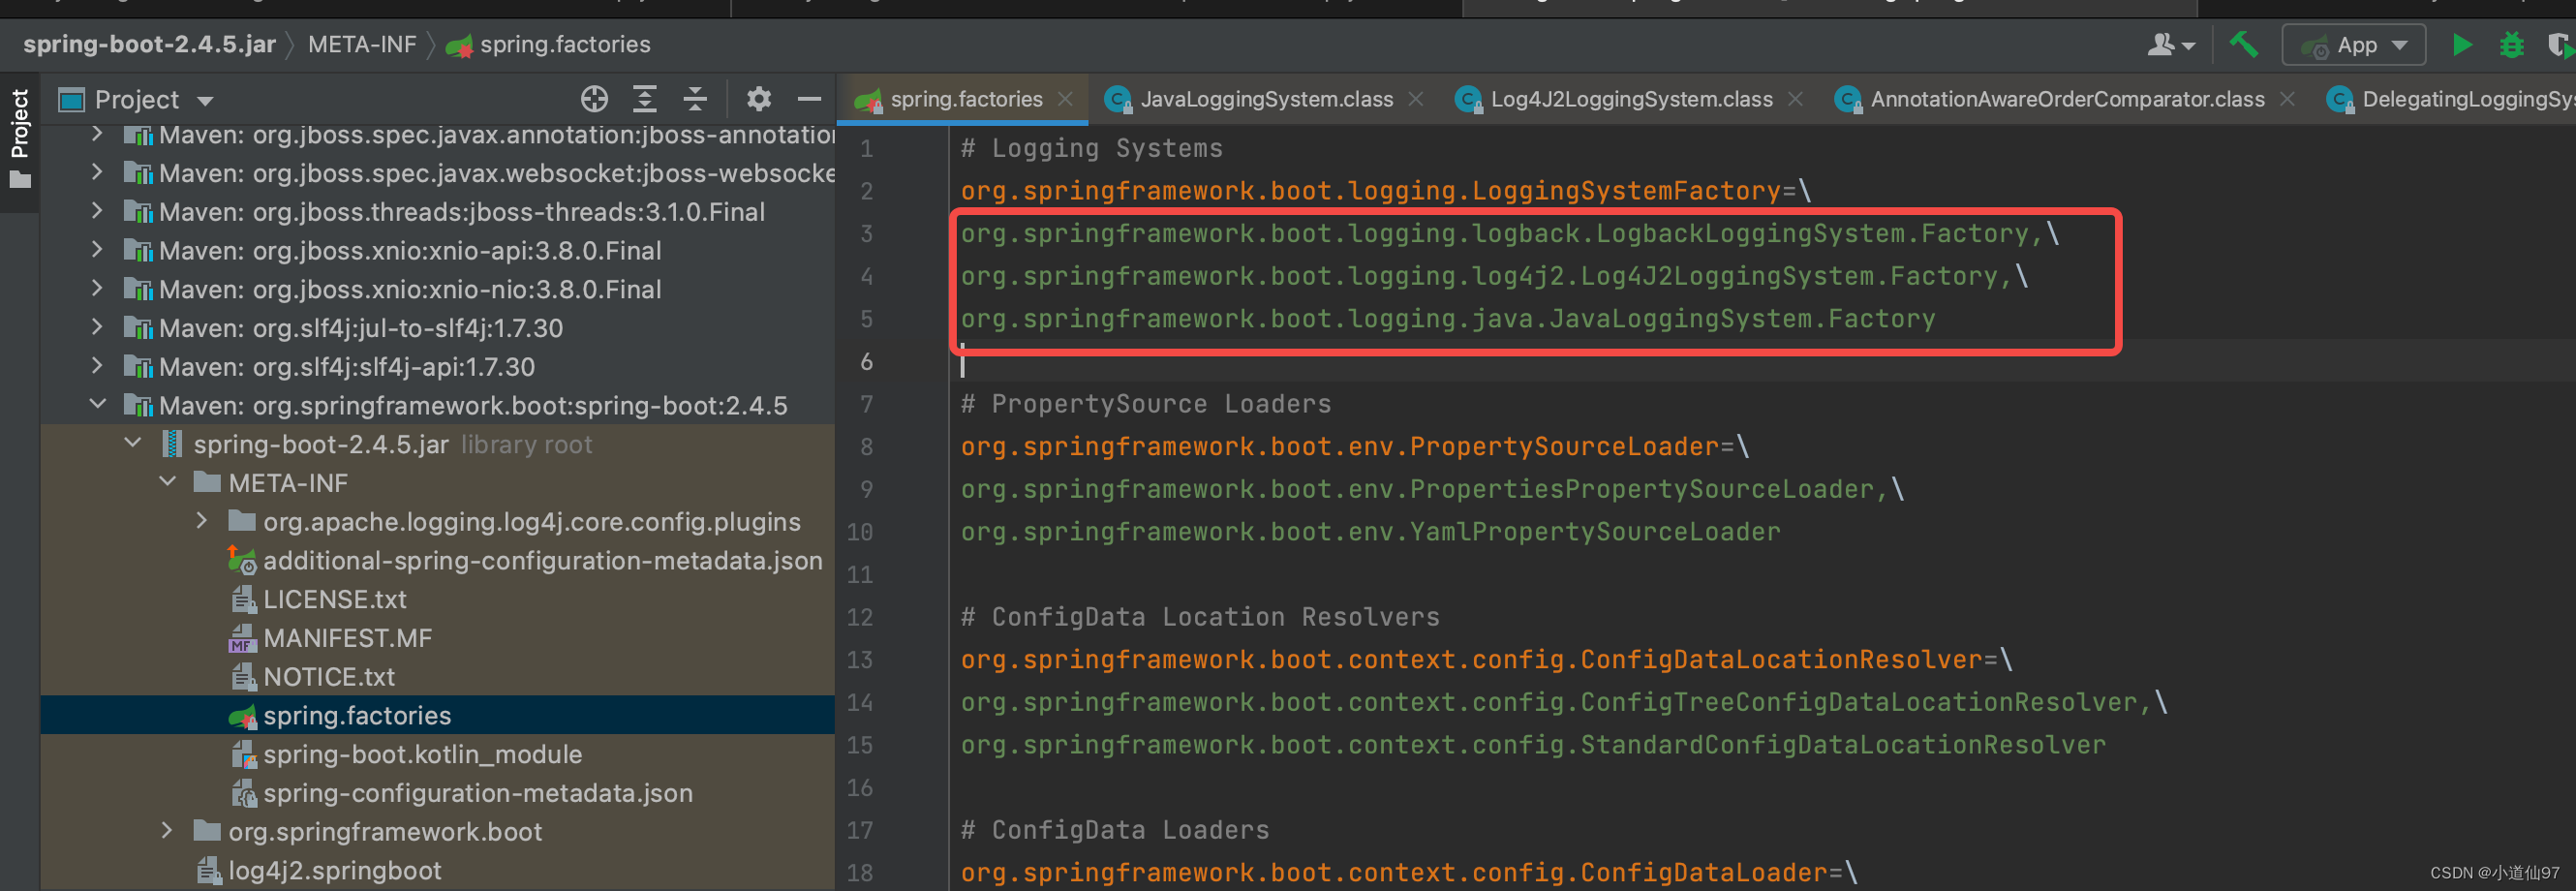 spring-boot-2.4.5.jar META-INF spring.factories
App
Project
Project
spring.factories JavaLoggingSystem.class Log4J2LoggingSystem.class AnnotationAwareOrderComparator.class DelegatingLoggingSy
Maven: org.jboss.spec.javax.annotation:jboss-annotation
Maven: org.jboss.spec.javax.websocket:jboss-websocke
Maven: org.jboss.threads:jboss-threads:3.1.0.Final
Maven: org.jboss.xnio:xnio-api:3.8.0.Final
Maven: org.jboss.xnio:xnio-nio:3.8.0.Final
Maven: org.slf4j:jul-to-slf4j:1.7.30
Maven: org.slf4j:slf4j-api:1.7.30
Maven: org.springframework.boot:spring-boot:2.4.5
spring-boot-2.4.5.jar library root
META-INF
org.apache.logging.log4j.core.config.plugins
additional-spring-configuration-metadata.json
LICENSE.txt
MANIFEST.MF
NOTICE.txt
spring.factories
spring-boot.kotlin_module
spring-configuration-metadata.json
org.springframework.boot
log4j2.springboot
1 # Logging Systems
2 org.springframework.boot.logging.LoggingSystemFactory=\
3 org.springframework.boot.logging.logback.LogbackLoggingSystem.Factory,\
4 org.springframework.boot.logging.log4j2.Log4J2LoggingSystem.Factory,\
5 org.springframework.boot.logging.java.JavaLoggingSystem.Factory
6
7 # PropertySource Loaders
8 org.springframework.boot.env.PropertySourceLoader=\
9 org.springframework.boot.env.PropertiesPropertySourceLoader,\
10 org.springframework.boot.env.YamlPropertySourceLoader
11
12 # ConfigData Location Resolvers
13 org.springframework.boot.context.config.ConfigDataLocationResolver=\
14 org.springframework.boot.context.config.ConfigTreeConfigDataLocationResolver,\
15 org.springframework.boot.context.config.StandardConfigDataLocationResolver
16
17 # ConfigData Loaders
18 org.springframework.boot.context.config.ConfigDataLoader=\
CSDN @小道仙97